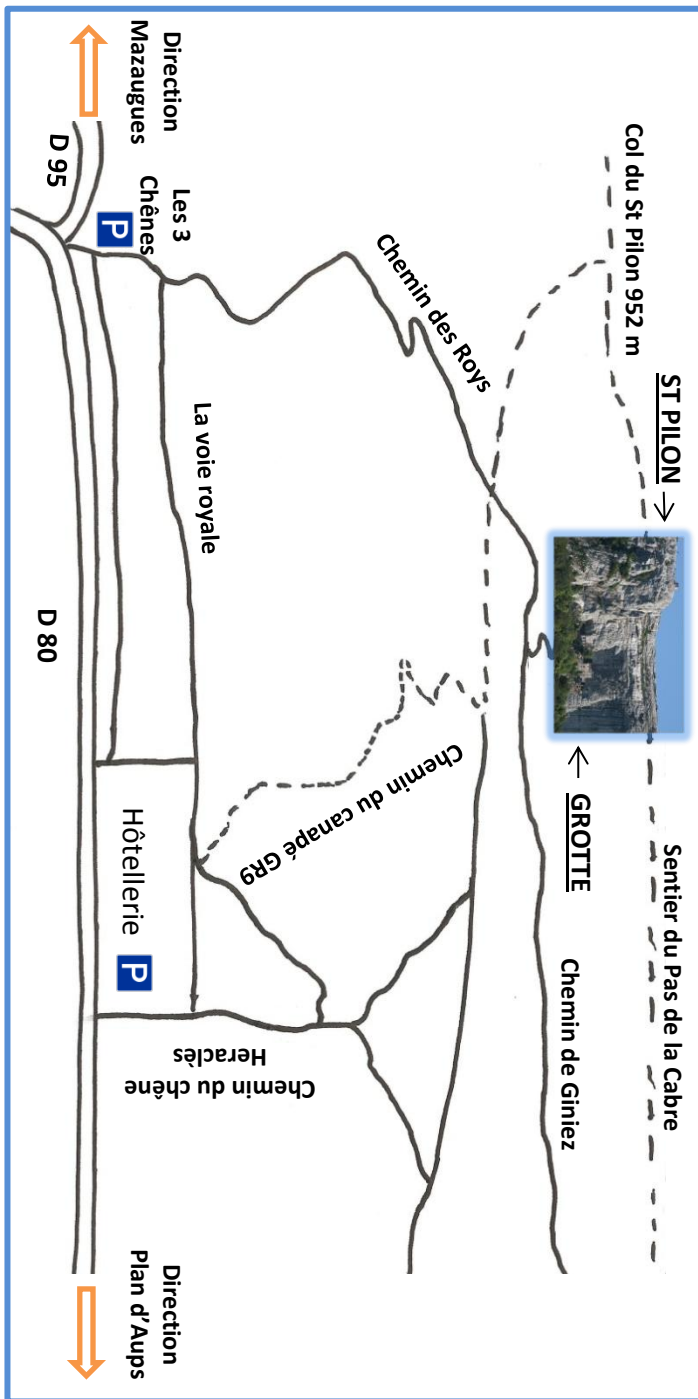 Col du St Pilon 952 m
ST PILON
Sentier du Pas de la Cabre
GROTTE
Chemin des Roys
Chemin de Giniez
Chemin du canapé GR9
La voie royale
Les 3
Chênes
P
Direction
Mazaugues
D 95
D 80
Hôtellerie
P
Chemin du chêne
Heraclès
Direction
Plan d'Aups